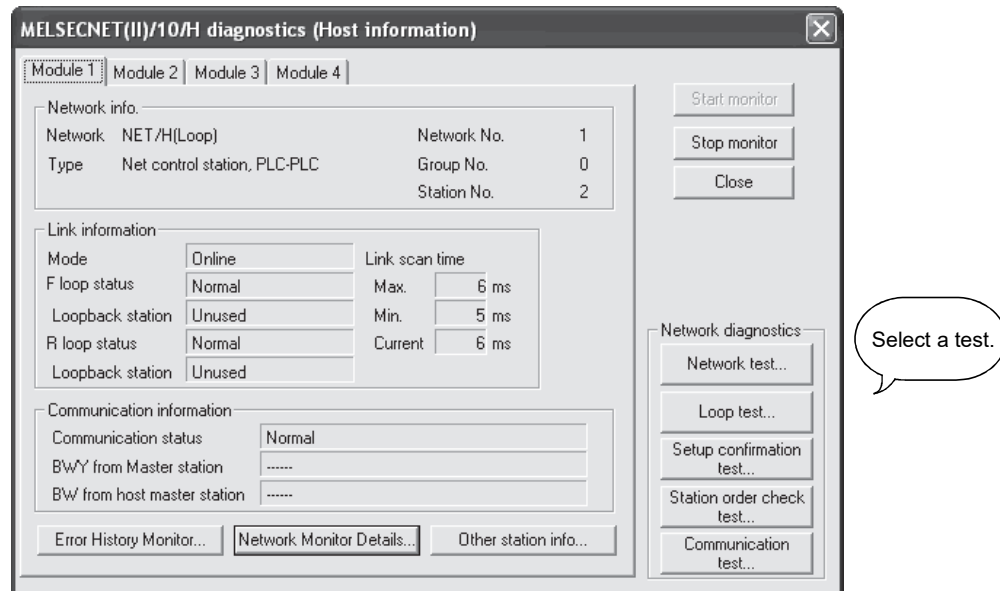 MELSECNET(II)/10/H diagnostics (Host information)
Module 1 Module 2 Module 3 Module 4
Network info.
Network NET/H(Loop) Network No. 1
Type Net control station, PLC-PLC Group No. 0
Station No. 2
Link information
Mode Online Link scan time
F loop status Normal Max. 6 ms
Loopback station Unused Min. 5 ms
R loop status Normal Current 6 ms
Loopback station Unused
Communication information
Communication status Normal
BWY from Master station ------
BW from host master station ------
Error History Monitor... Network Monitor Details... Other station info...
Start monitor
Stop monitor
Close
Network diagnostics
Network test...
Loop test...
Setup confirmation
test...
Station order check
test...
Communication
test...
Select a test.